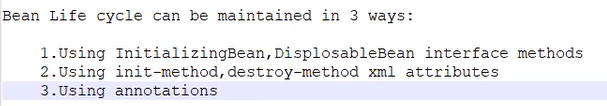 Bean Life cycle can be maintained in 3 ways:
1.Using InitializingBean,DisplosableBean interface methods
2.Using init-method,destroy-method xml attributes
3.Using annotations